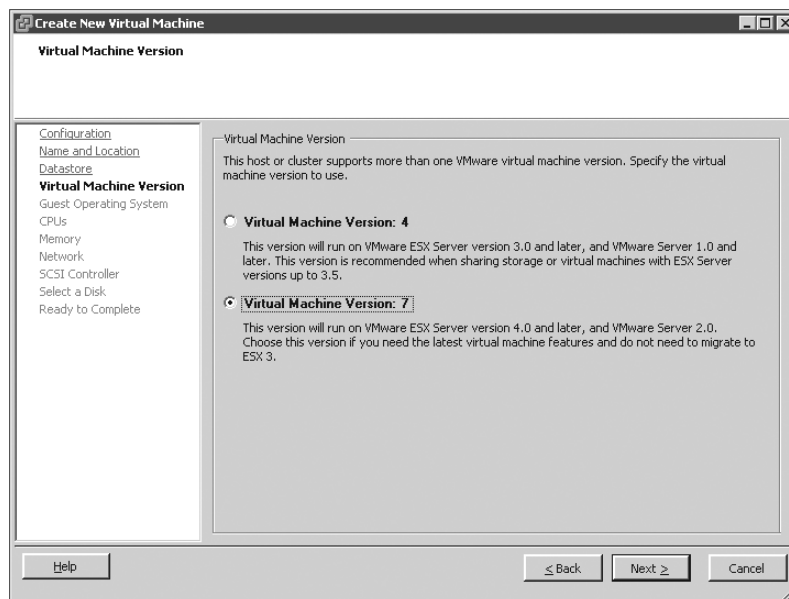 Create New Virtual Machine
Virtual Machine Version
Configuration
Name and Location
Datastore
Virtual Machine Version
Guest Operating System
CPUs
Memory
Network
SCSI Controller
Select a Disk
Ready to Complete
Virtual Machine Version
This host or cluster supports more than one VMware virtual machine version. Specify the virtual
machine version to use.
Virtual Machine Version: 4
This version will run on VMware ESX Server version 3.0 and later, and VMware Server 1.0 and
later. This version is recommended when sharing storage or virtual machines with ESX Server
versions up to 3.5.
Virtual Machine Version: 7
This version will run on VMware ESX Server version 4.0 and later, and VMware Server 2.0.
Choose this version if you need the latest virtual machine features and do not need to migrate to
ESX 3.
Help
< Back
Next >
Cancel